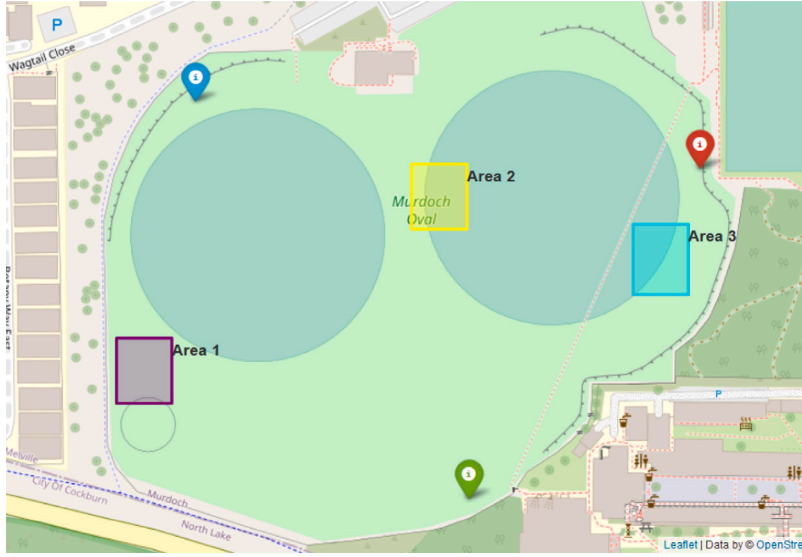 P
Wagtail Close
Area 2
Murdoch
Oval
Area 3
Area 1
P
Melville
City Of Cockburn
Murdoch
North Lake
Leaflet | Data by © OpenStre